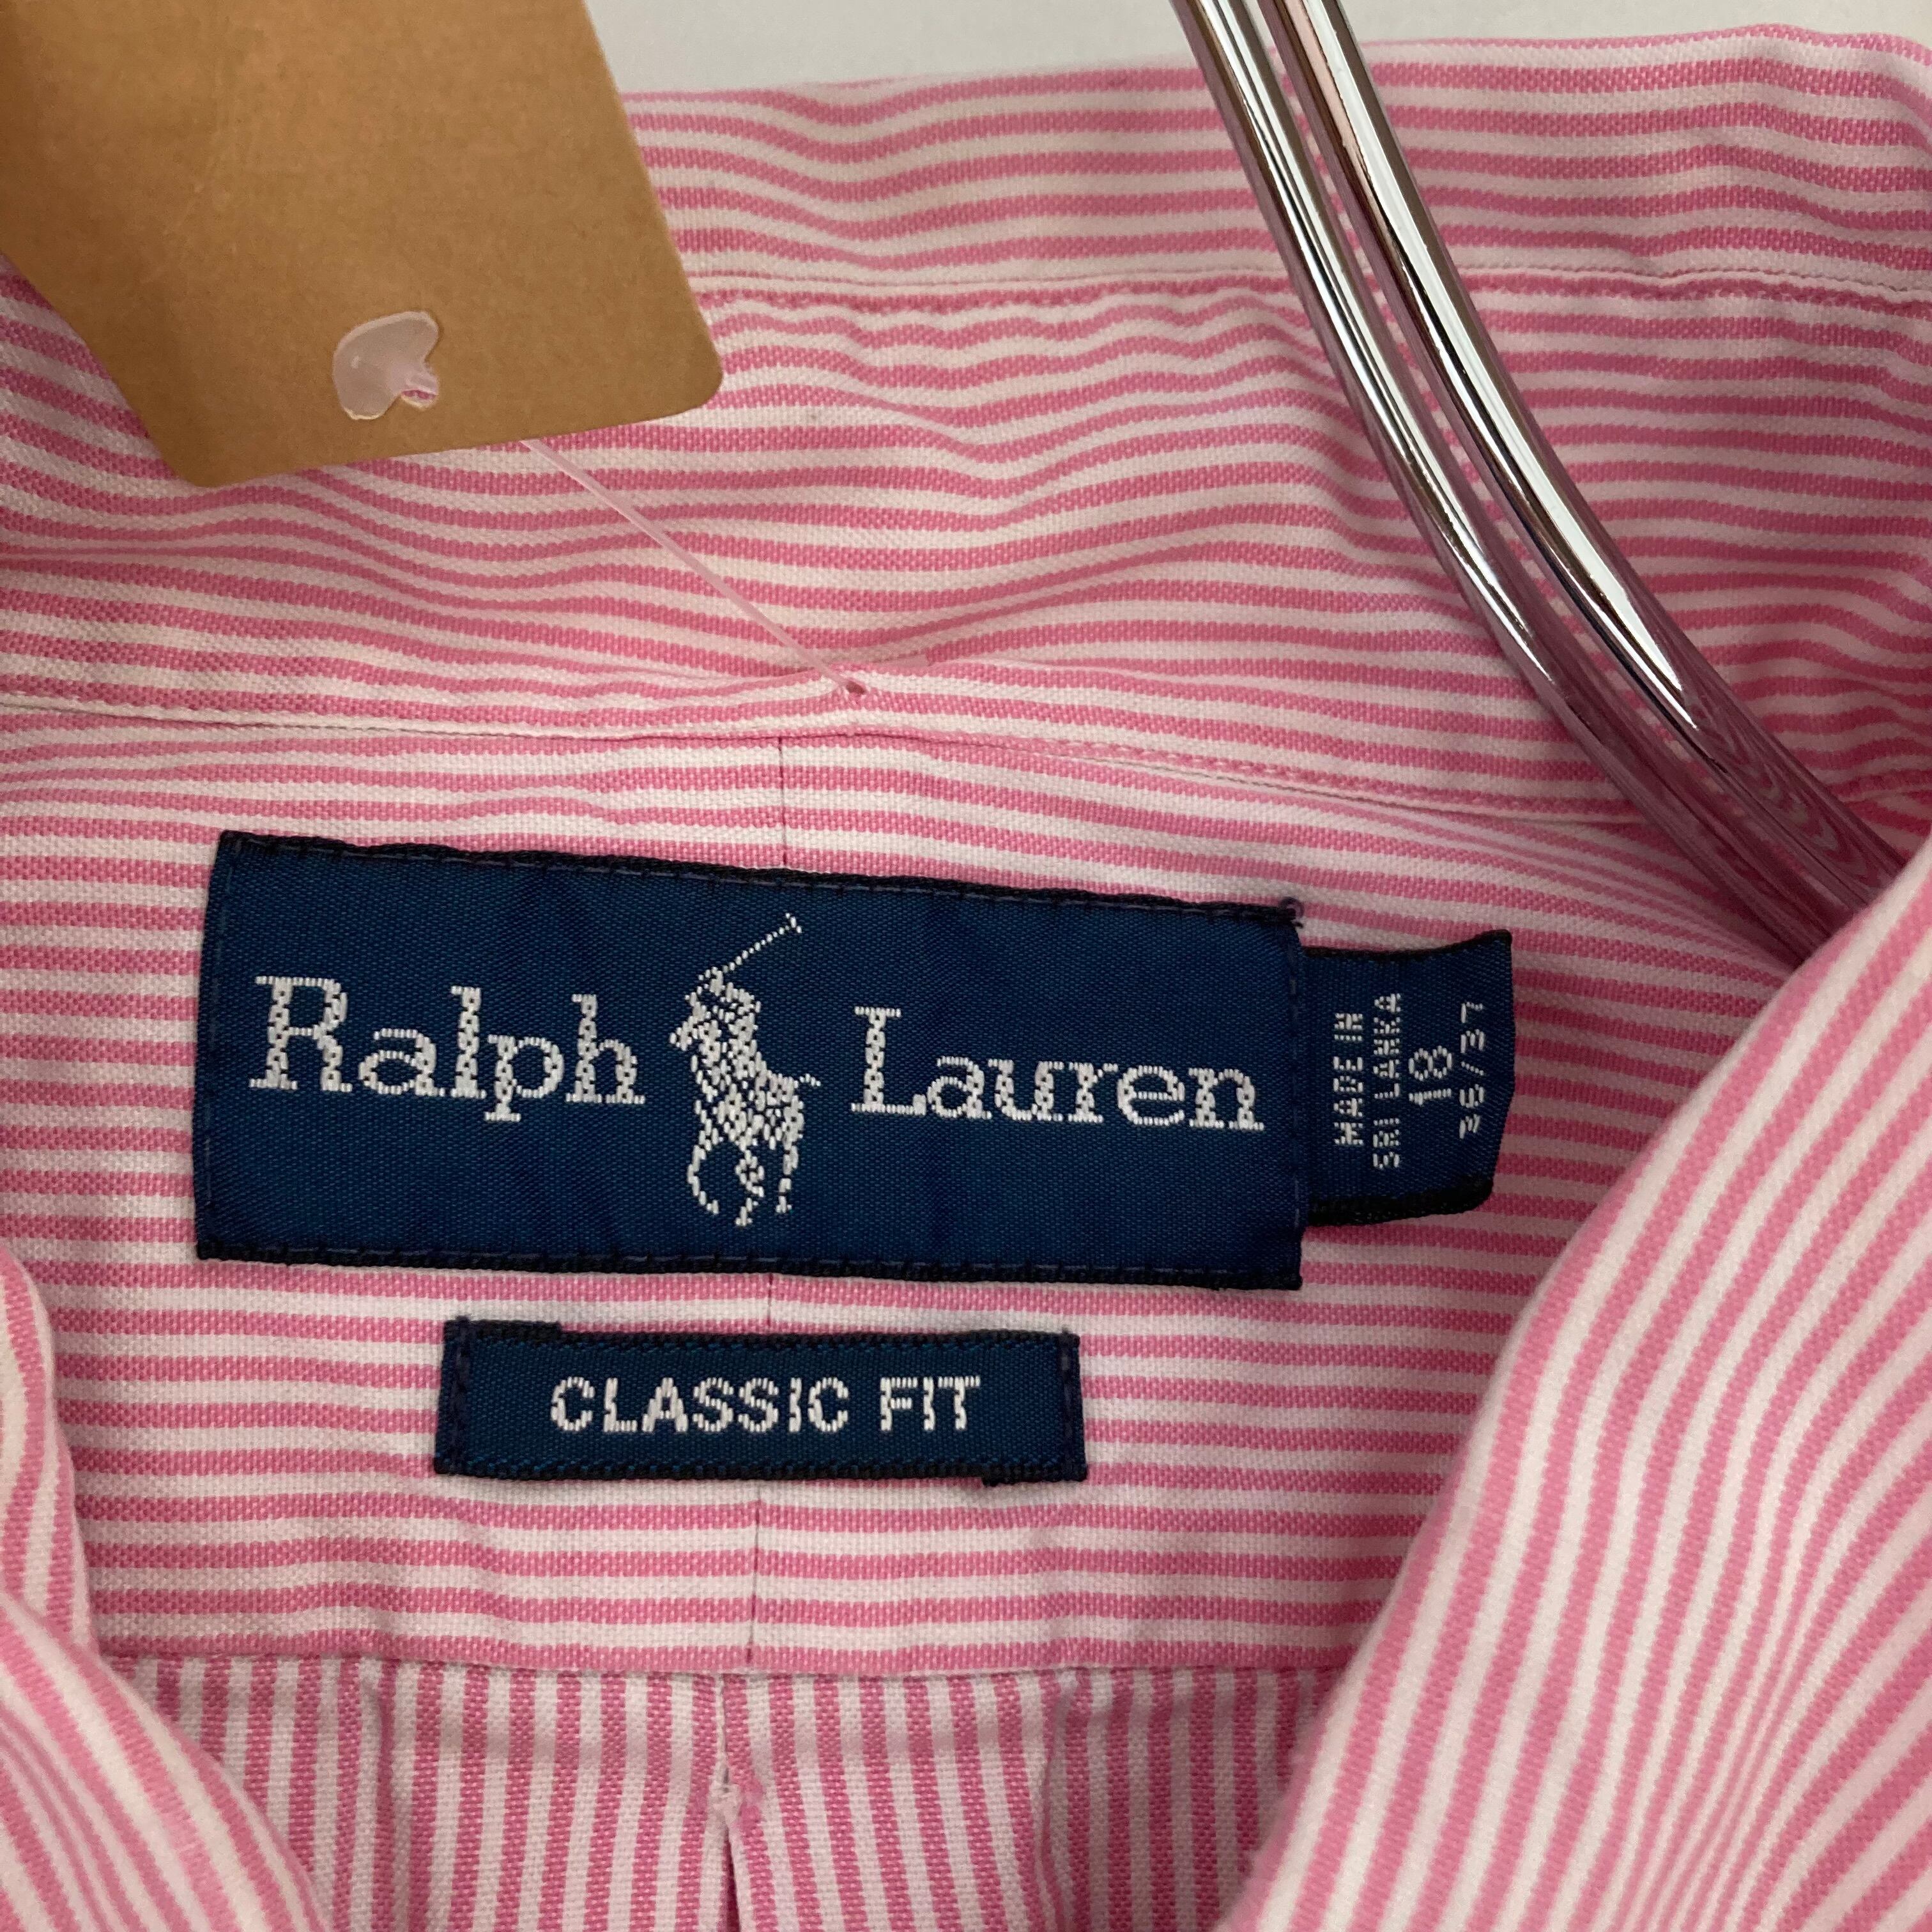 Ralph Lauren
MADE IN
SRI LANKA
18
36/37
CLASSIC FIT